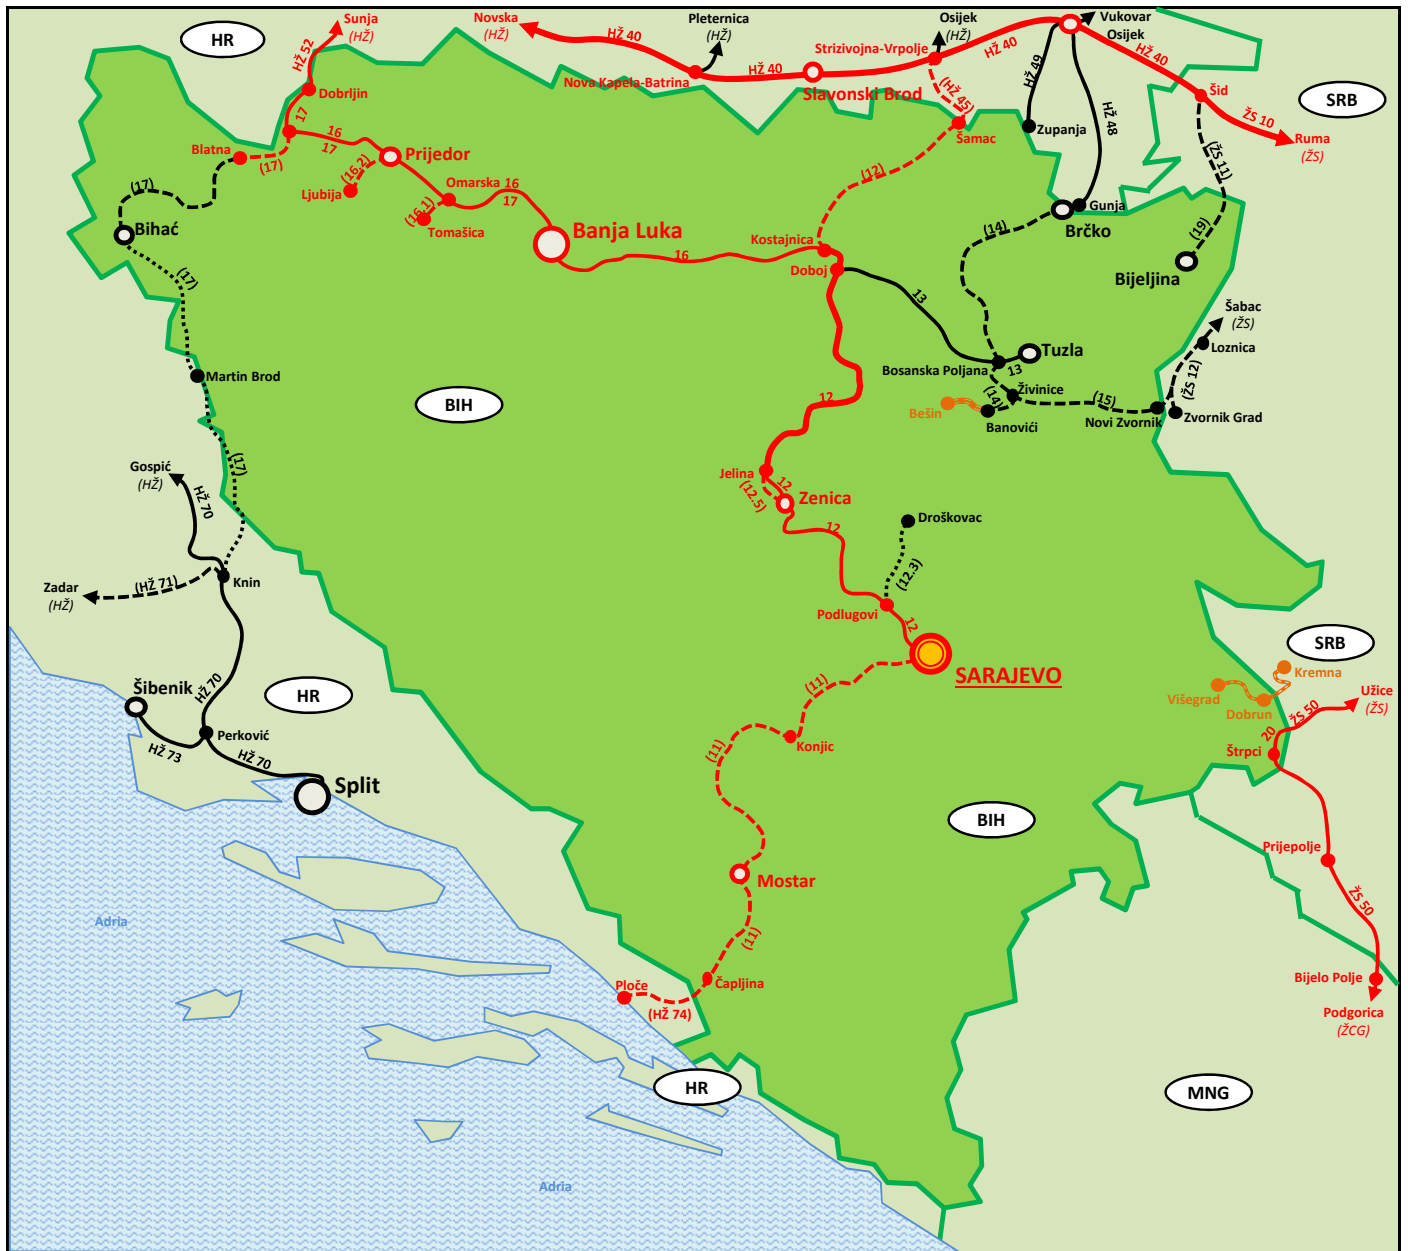 Sunja
(HŽ)
Novska
(HŽ)
Pleternica
(HŽ)
Osijek
(HŽ)
Vukovar
Osijek
HR
HŽ 52
HŽ 40
HŽ 40
Strizivojna-Vrpolje
HŽ 40
HŽ 40
Nova Kapela-Batrina
Slavonski Brod
HŽ 49
HŽ 48
(HŽ 45)
Dobrljin
Šid
SRB
ŽS 10
Ruma
(ŽS)
17
16
17
Blatna
(17)
Prijedor
(16.2)
Ljubija
Omarska
16
17
(16.1)
Tomašica
Šamac
Zupanja
(ŽS 11)
(12)
(17)
Bihać
Gunja
Brčko
(14)
(19)
Banja Luka
Kostajnica
16
Doboj
Bijeljina
(17)
13
Šabac
(ŽS)
Loznica
Tuzla
Bosanska Poljana
13
Martin Brod
(ŽS 12)
Živinice
(14)
(15)
BIH
12
Bešin
Banovići
Novi Zvornik
Zvornik Grad
Gospić
(HŽ)
(17)
HŽ 70
Jelina
12
(12.5)
Zenica
12
Droškovac
(12.3)
Zadar
(HŽ)
(HŽ 71)
Knin
Podlugovi
12
SARAJEVO
SRB
Kremna
Višegrad
Dobrun
Užice
(ŽS)
ŽS 50
20
Štrpci
HR
Šibenik
HŽ 70
(11)
Perković
HŽ 73
HŽ 70
Konjic
(11)
Split
BIH
Prijepolje
ŽS 50
Mostar
Adria
(11)
Čapljina
Ploče
(HŽ 74)
Bijelo Polje
Podgorica
(ŽCG)
HR
MNG
Adria